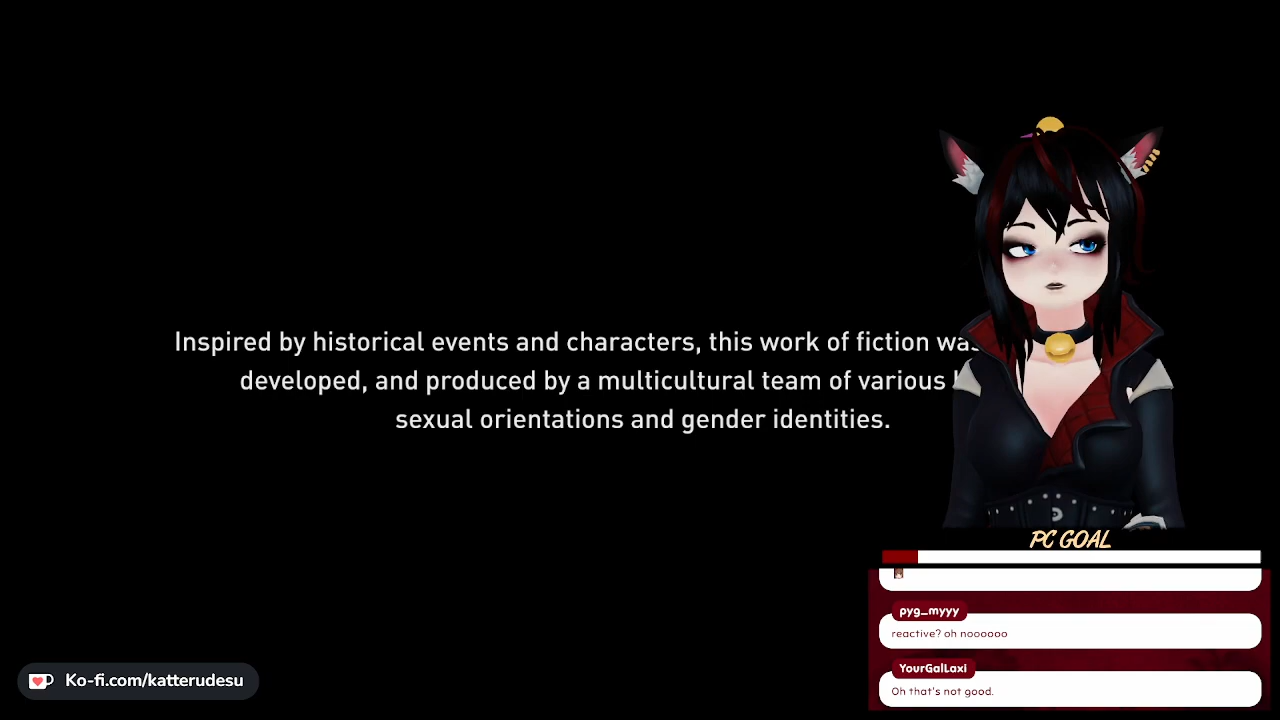 Inspired by historical events and characters, this work of fiction was
developed, and produced by a multicultural team of various
sexual orientations and gender identities.
PC GOAL
pyg_myyy
reactive? oh noooooo
YourGalLaxi
Oh that's not good.
Ko-fi.com/katterudesu